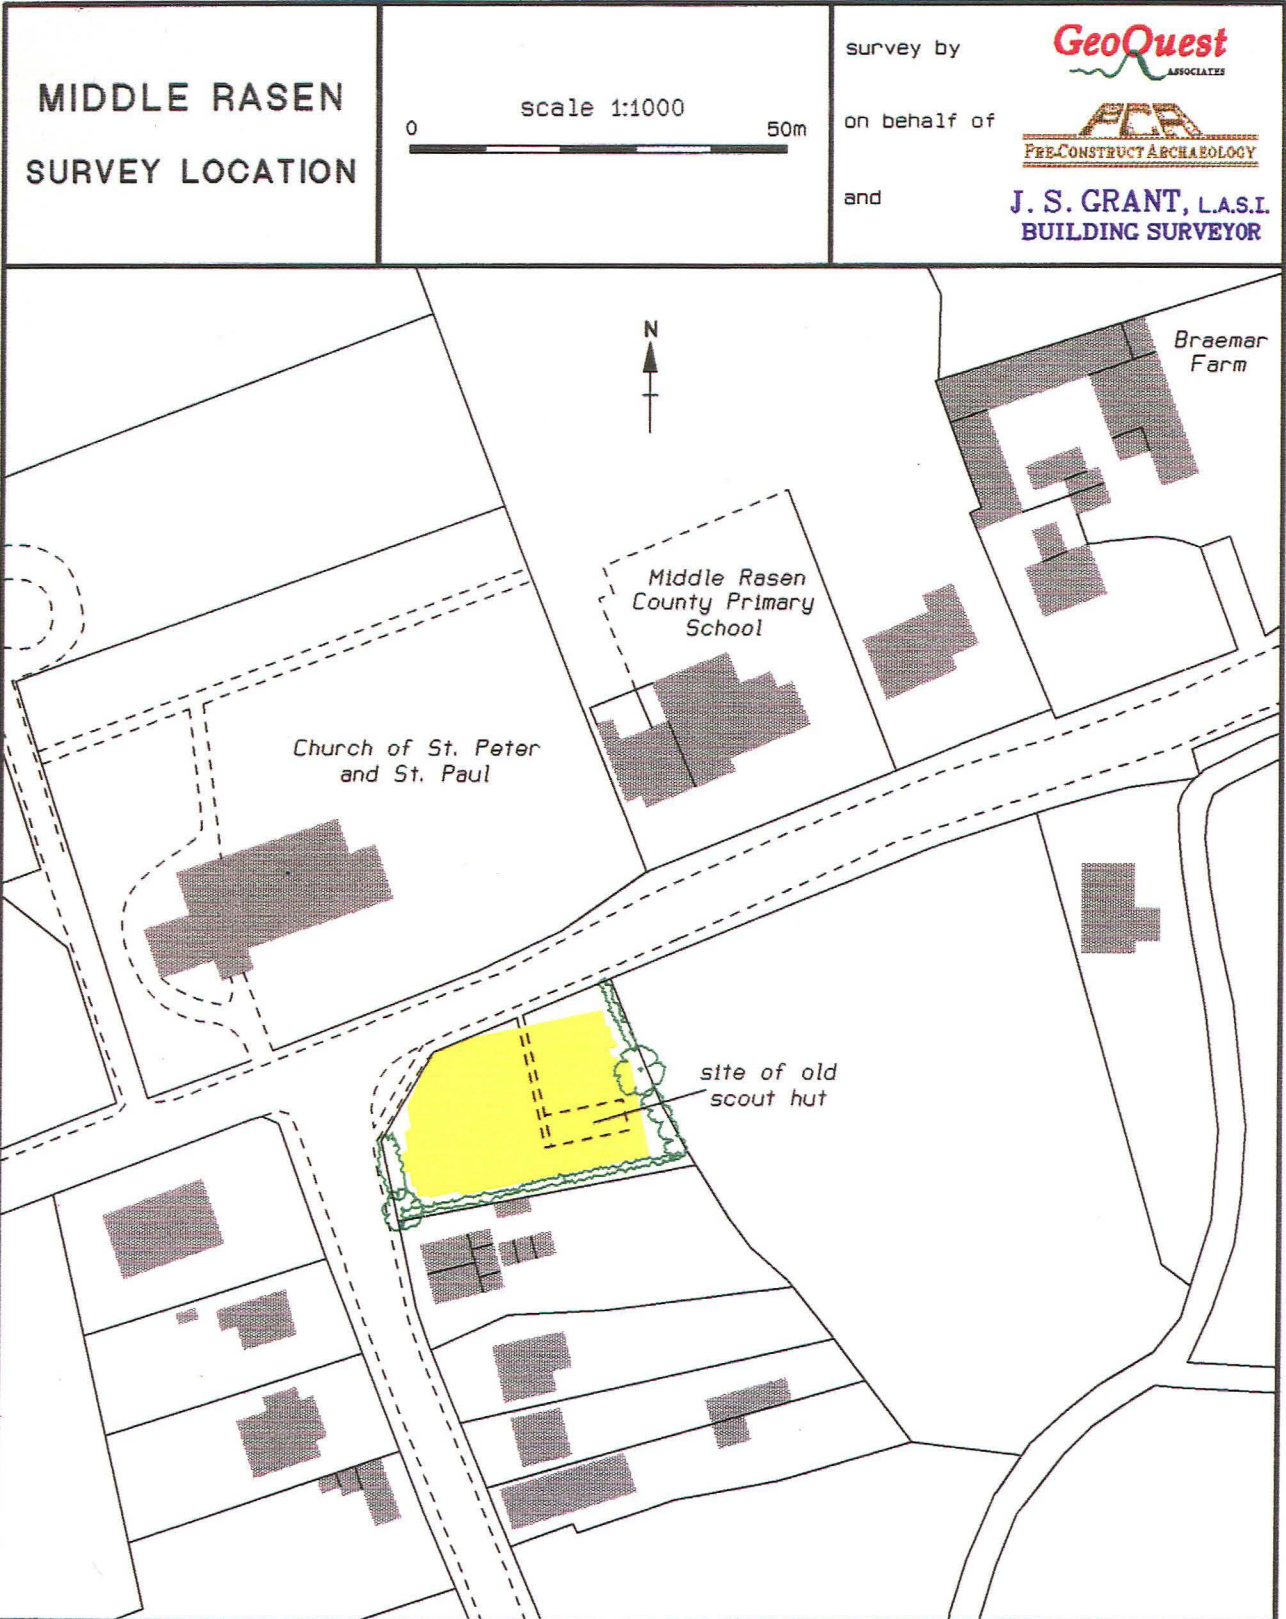 MIDDLE RASEN
SURVEY LOCATION
scale 1:1000
0 50m
survey by
GeoQuest
ASSOCIATES
on behalf of
PCA
PRE-CONSTRUCT ARCHAEOLOGY
and
J. S. GRANT, L.A.S.I.
BUILDING SURVEYOR
N
Braemar
Farm
Middle Rasen
County Primary
School
Church of St. Peter
and St. Paul
site of old
scout hut